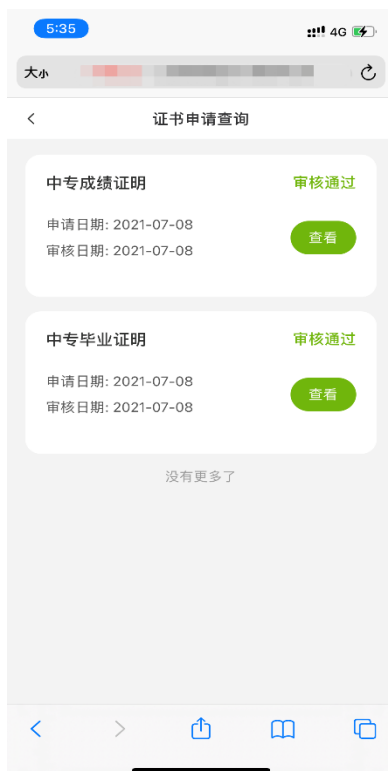 5:35
4G
大小
证书申请查询
中专成绩证明
审核通过
申请日期: 2021-07-08
查看
审核日期: 2021-07-08
中专毕业证明
审核通过
申请日期: 2021-07-08
查看
审核日期: 2021-07-08
没有更多了